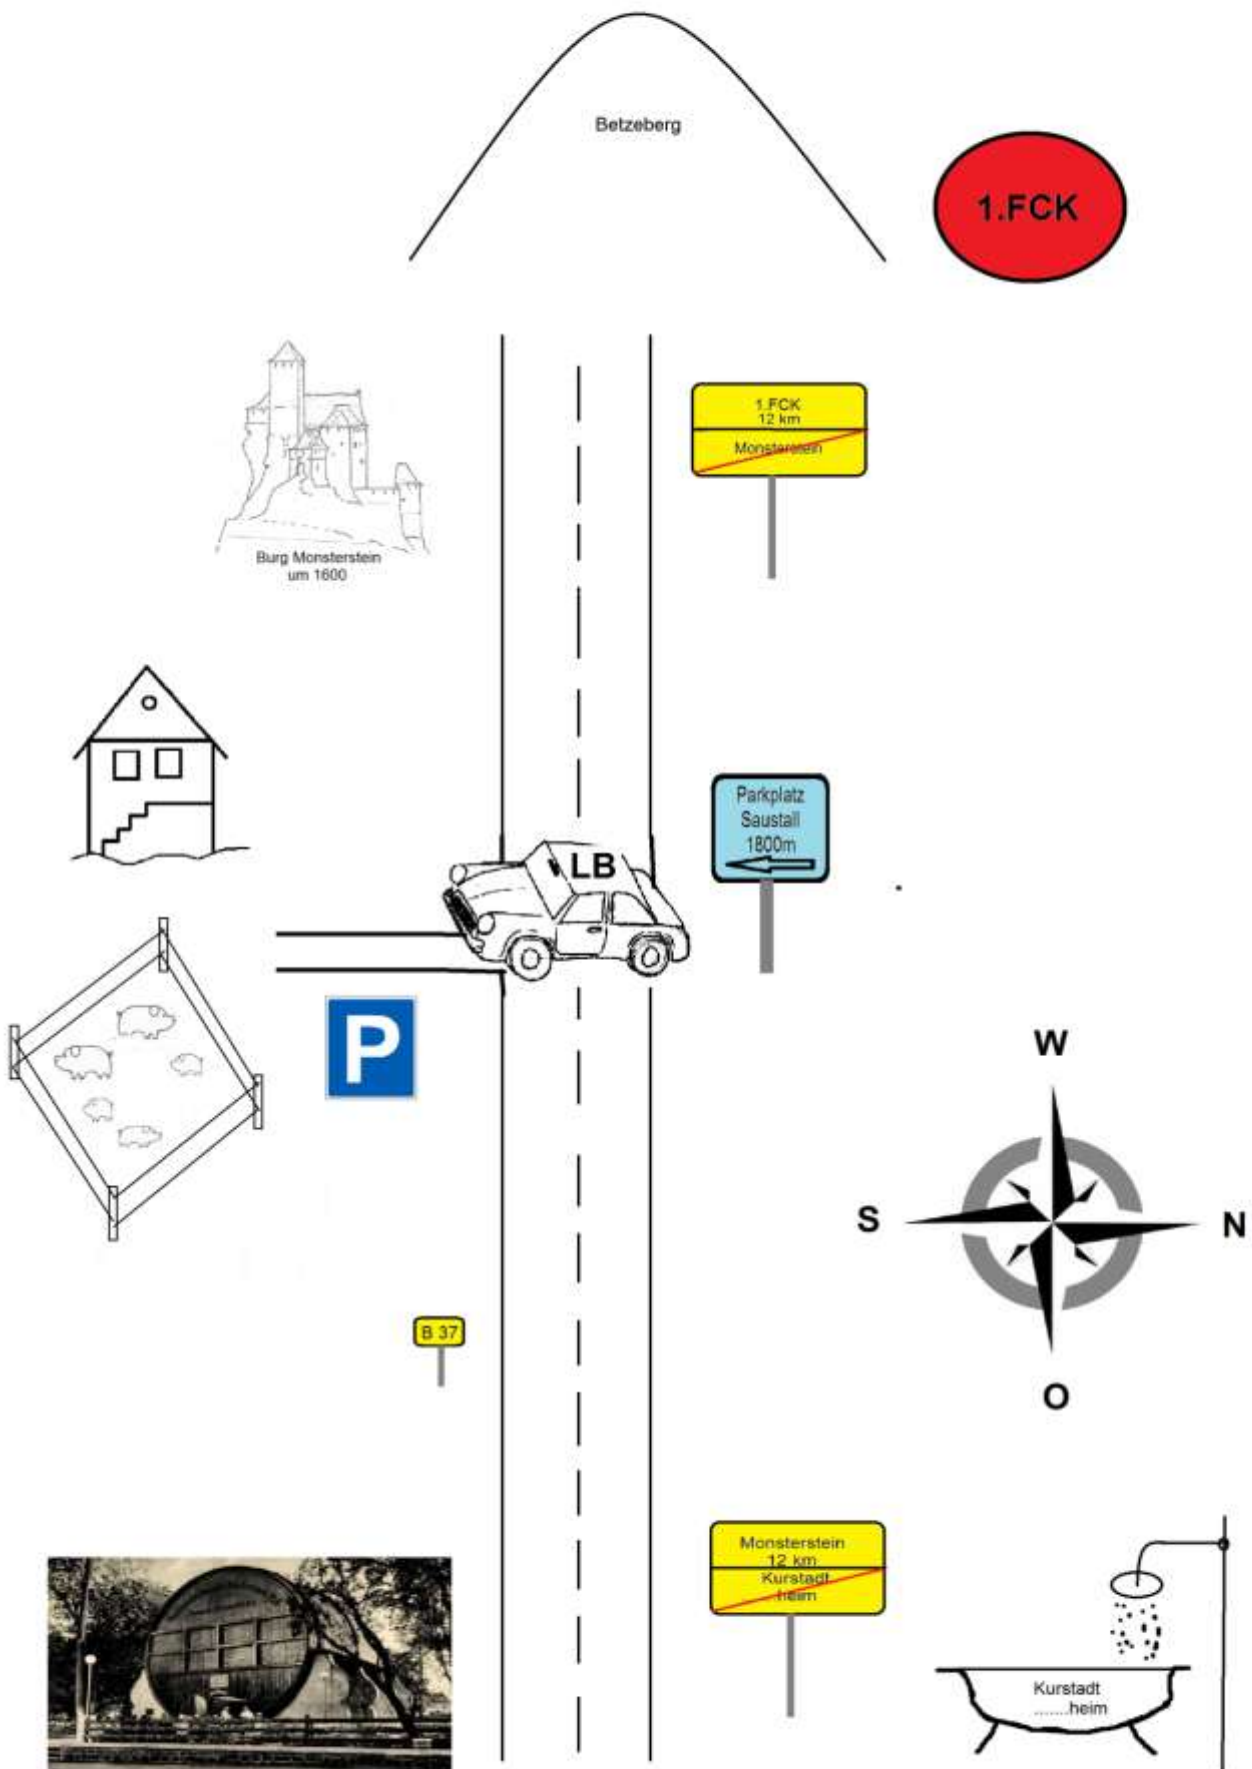 Betzeberg
1.FCK
1.FCK
12 km
Monsterstein
Burg Monsterstein
um 1600
Parkplatz
Saustall
1800m
LB
P
W
S
N
O
B 37
Monsterstein
12 km
Kurstadt
heim
Kurstadt
.......heim